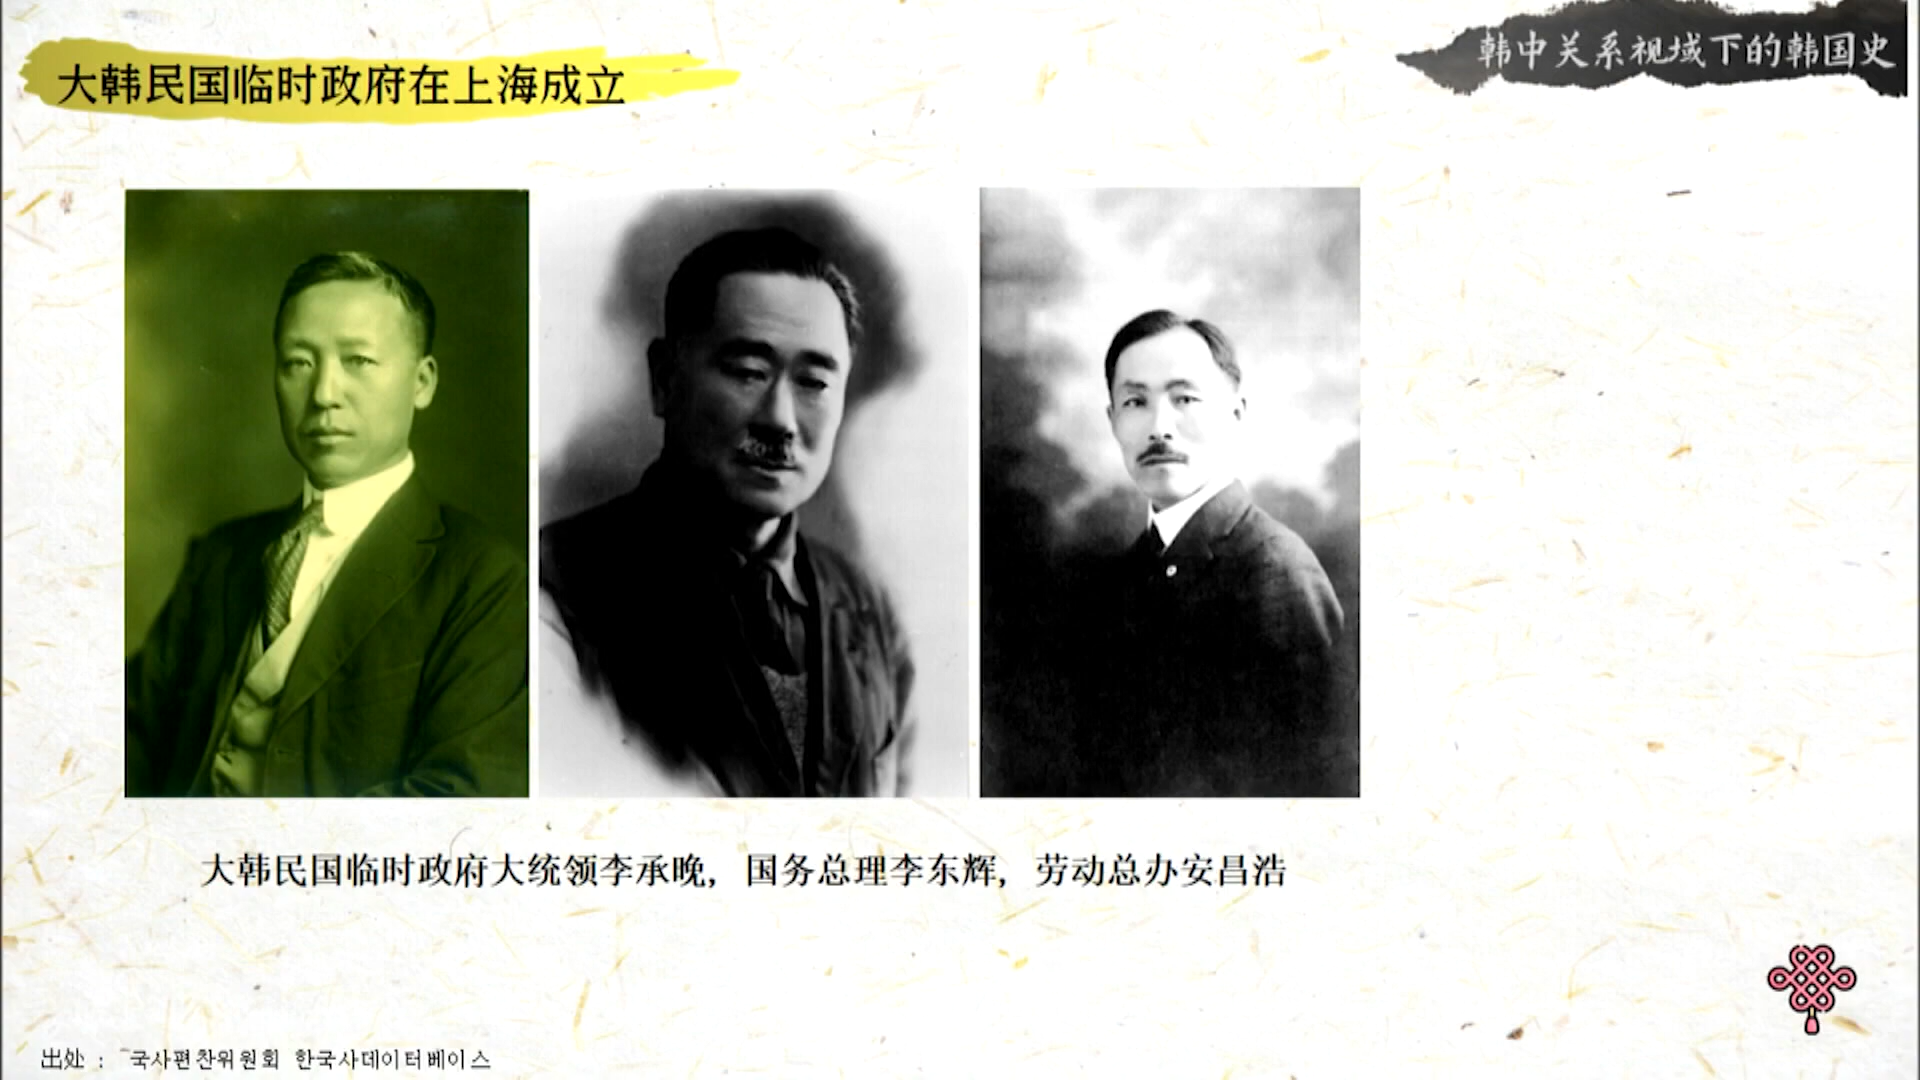 大韩民国临时政府在上海成立
韩中关系视域下的韩国史
大韩民国临时政府大统领李承晚，国务总理李东辉，劳动总办安昌浩
出处 : 국사편찬위원회 한국사데이터베이스